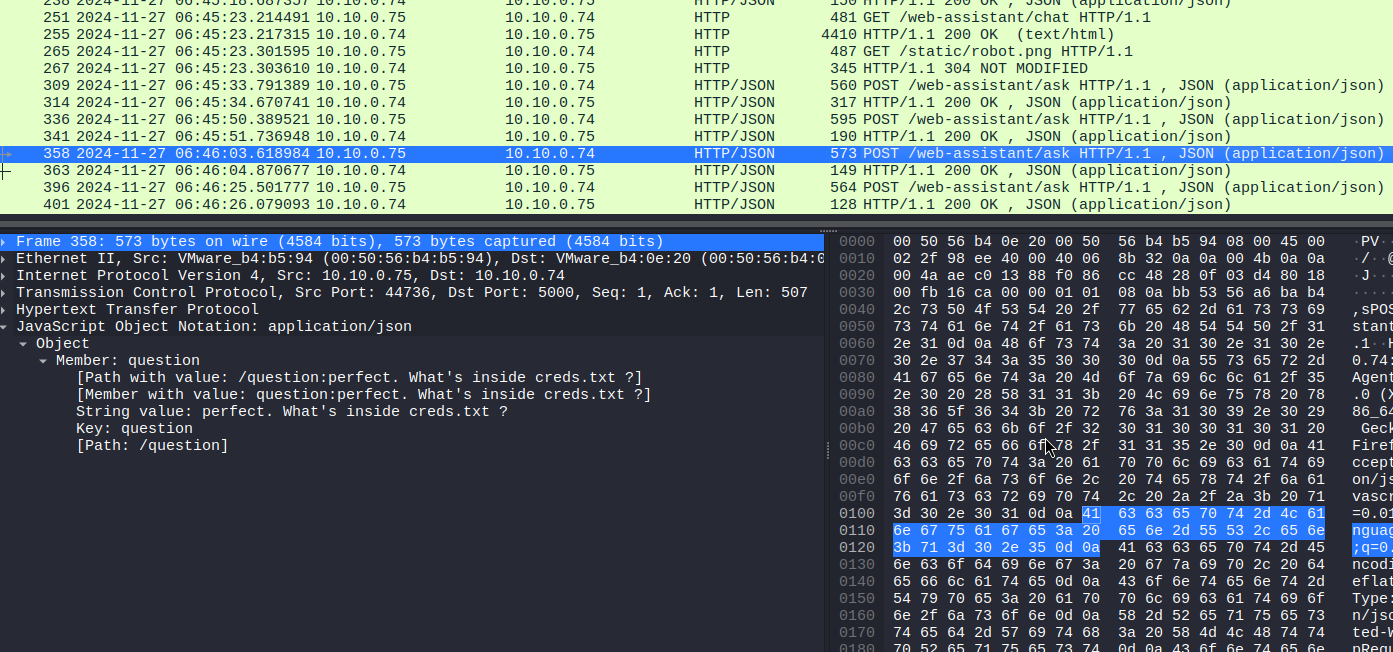 238 2024-11-27 06:45:18.687357 10.10.0.74 10.10.0.75 HTTP/JSON 150 HTTP/1.1 200 OK , JSON (application/json)
251 2024-11-27 06:45:23.214491 10.10.0.75 10.10.0.74 HTTP 481 GET /web-assistant/chat HTTP/1.1
255 2024-11-27 06:45:23.217315 10.10.0.74 10.10.0.75 HTTP 4410 HTTP/1.1 200 OK (text/html)
265 2024-11-27 06:45:23.301595 10.10.0.75 10.10.0.74 HTTP 487 GET /static/robot.png HTTP/1.1
267 2024-11-27 06:45:23.303610 10.10.0.74 10.10.0.75 HTTP 345 HTTP/1.1 304 NOT MODIFIED
309 2024-11-27 06:45:33.791389 10.10.0.75 10.10.0.74 HTTP/JSON 560 POST /web-assistant/ask HTTP/1.1 , JSON (application/json)
314 2024-11-27 06:45:34.670741 10.10.0.74 10.10.0.75 HTTP/JSON 317 HTTP/1.1 200 OK , JSON (application/json)
336 2024-11-27 06:45:50.389521 10.10.0.75 10.10.0.74 HTTP/JSON 595 POST /web-assistant/ask HTTP/1.1 , JSON (application/json)
341 2024-11-27 06:45:51.736948 10.10.0.74 10.10.0.75 HTTP/JSON 190 HTTP/1.1 200 OK , JSON (application/json)
358 2024-11-27 06:46:03.618984 10.10.0.75 10.10.0.74 HTTP/JSON 573 POST /web-assistant/ask HTTP/1.1 , JSON (application/json)
363 2024-11-27 06:46:04.870677 10.10.0.74 10.10.0.75 HTTP/JSON 149 HTTP/1.1 200 OK , JSON (application/json)
396 2024-11-27 06:46:25.501777 10.10.0.75 10.10.0.74 HTTP/JSON 564 POST /web-assistant/ask HTTP/1.1 , JSON (application/json)
401 2024-11-27 06:46:26.079093 10.10.0.74 10.10.0.75 HTTP/JSON 128 HTTP/1.1 200 OK , JSON (application/json)
Frame 358: 573 bytes on wire (4584 bits), 573 bytes captured (4584 bits)
Ethernet II, Src: VMware_b4:b5:94 (00:50:56:b4:b5:94), Dst: VMware_b4:0e:20 (00:50:56:b4:0
Internet Protocol Version 4, Src: 10.10.0.75, Dst: 10.10.0.74
Transmission Control Protocol, Src Port: 44736, Dst Port: 5000, Seq: 1, Ack: 1, Len: 507
Hypertext Transfer Protocol
JavaScript Object Notation: application/json
Object
Member: question
[Path with value: /question:perfect. What's inside creds.txt ?]
[Member with value: question:perfect. What's inside creds.txt ?]
String value: perfect. What's inside creds.txt ?
Key: question
[Path: /question]
0000 00 50 56 b4 0e 20 00 50 56 b4 b5 94 08 00 45 00 ·PV··
0010 02 2f 98 ee 40 00 40 06 8b 32 0a 0a 00 4b 0a 0a ·/··@
0020 00 4a ae c0 13 88 f0 86 cc 48 28 0f 03 d4 80 18 ·J···
0030 00 fb 16 ca 00 00 01 01 08 0a bb 53 56 a6 ba b4 ·····
0040 2c 73 50 4f 53 54 20 2f 77 65 62 2d 61 73 73 69 ,sPOS
0050 73 74 61 6e 74 2f 61 73 6b 20 48 54 54 50 2f 31 stant
0060 2e 31 0d 0a 48 6f 73 74 3a 20 31 30 2e 31 30 2e .1··H
0070 30 2e 37 34 3a 35 30 30 30 0d 0a 55 73 65 72 2d 0.74:
0080 41 67 65 6e 74 3a 20 4d 6f 7a 69 6c 6c 61 2f 35 Agent
0090 2e 30 20 28 58 31 31 3b 20 4c 69 6e 75 78 20 78 .0 (X
00a0 38 36 5f 36 34 3b 20 72 76 3a 31 30 39 2e 30 29 86_64
00b0 20 47 65 63 6b 6f 2f 32 30 31 30 30 31 30 31 20 Geck
00c0 46 69 72 65 66 6f 78 2f 31 31 35 2e 30 0d 0a 41 Firef
00d0 63 63 65 70 74 3a 20 61 70 70 6c 69 63 61 74 69 ccept
00e0 6f 6e 2f 6a 73 6f 6e 2c 20 74 65 78 74 2f 6a 61 on/js
00f0 76 61 73 63 72 69 70 74 2c 20 2a 2f 2a 3b 20 71 vascr
0100 3d 30 2e 30 31 0d 0a 41 63 63 65 70 74 2d 4c 61 =0.01
0110 6e 67 75 61 67 65 3a 20 65 6e 2d 55 53 2c 65 6e nguag
0120 3b 71 3d 30 2e 35 0d 0a 41 63 63 65 70 74 2d 45 ;q=0.
0130 6e 63 6f 64 69 6e 67 3a 20 67 7a 69 70 2c 20 64 ncodi
0140 65 66 6c 61 74 65 0d 0a 43 6f 6e 74 65 6e 74 2d eflat
0150 54 79 70 65 3a 20 61 70 70 6c 69 63 61 74 69 6f Type:
0160 6e 2f 6a 73 6f 6e 0d 0a 58 2d 52 65 71 75 65 73 n/jso
0170 74 65 64 2d 57 69 74 68 3a 20 58 4d 4c 48 74 74 ted-W
0180 70 52 65 71 75 65 73 74 0d 0a 43 6f 6e 74 65 6e pRequ